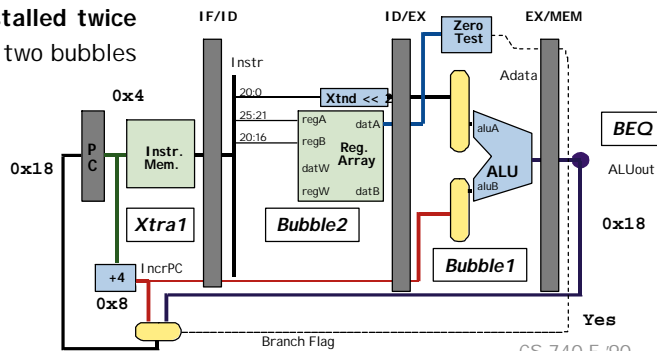 talled twice
two bubbles
IF/ID
ID/EX
EX/MEM
Zero
Test
Instr
Adata
20:0
Xtnd <<
0x4
25:21
20:16
regA
datA
regB
Reg.
Array
datW
regW
datB
P
C
Instr.
Mem.
aluA
ALU
aluB
BEQ
ALUout
0x18
0x18
Xtra1
Bubble2
Bubble1
IncrPC
+4
0x8
Yes
Branch Flag